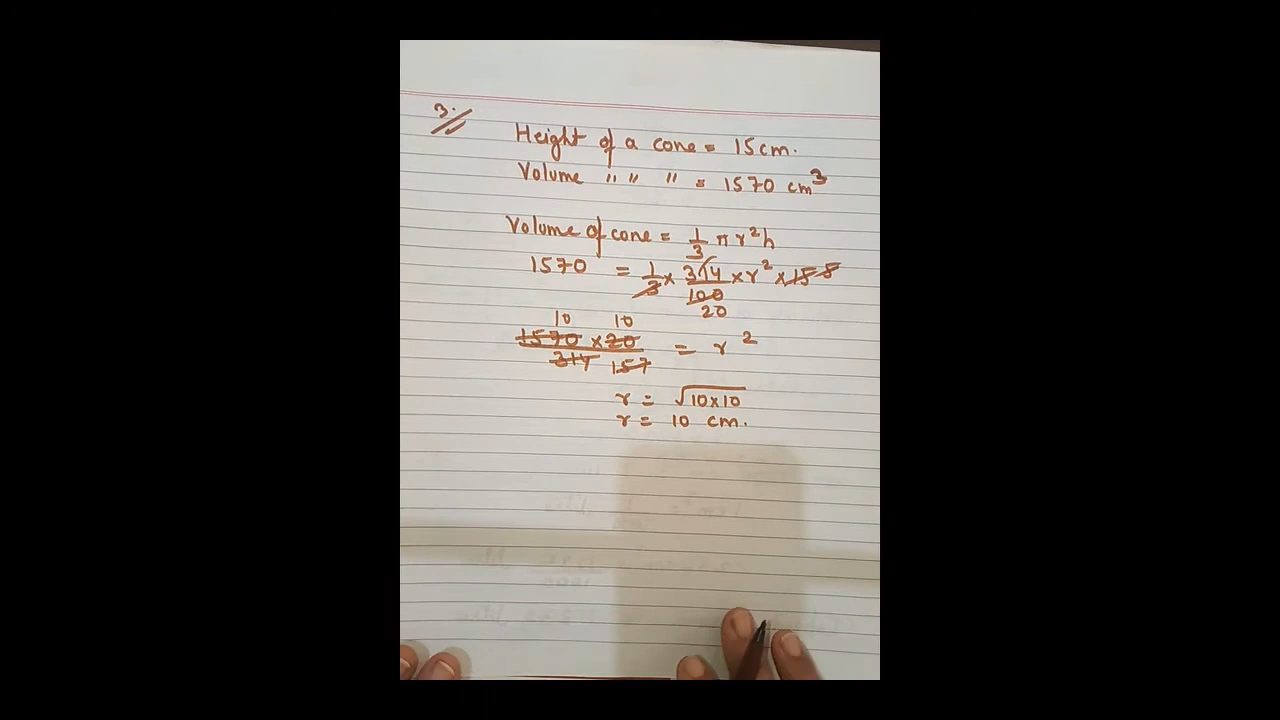 3.
Height of a cone = 15cm.
Volume " " " = 1570 cm³
Volume of cone = 1/3 π r²h
1570 = 1/3 × 314/100 × r² × 15 5
20
10 10
1570 × 20 / 314 157 = r²
r = √10×10
r = 10 cm.